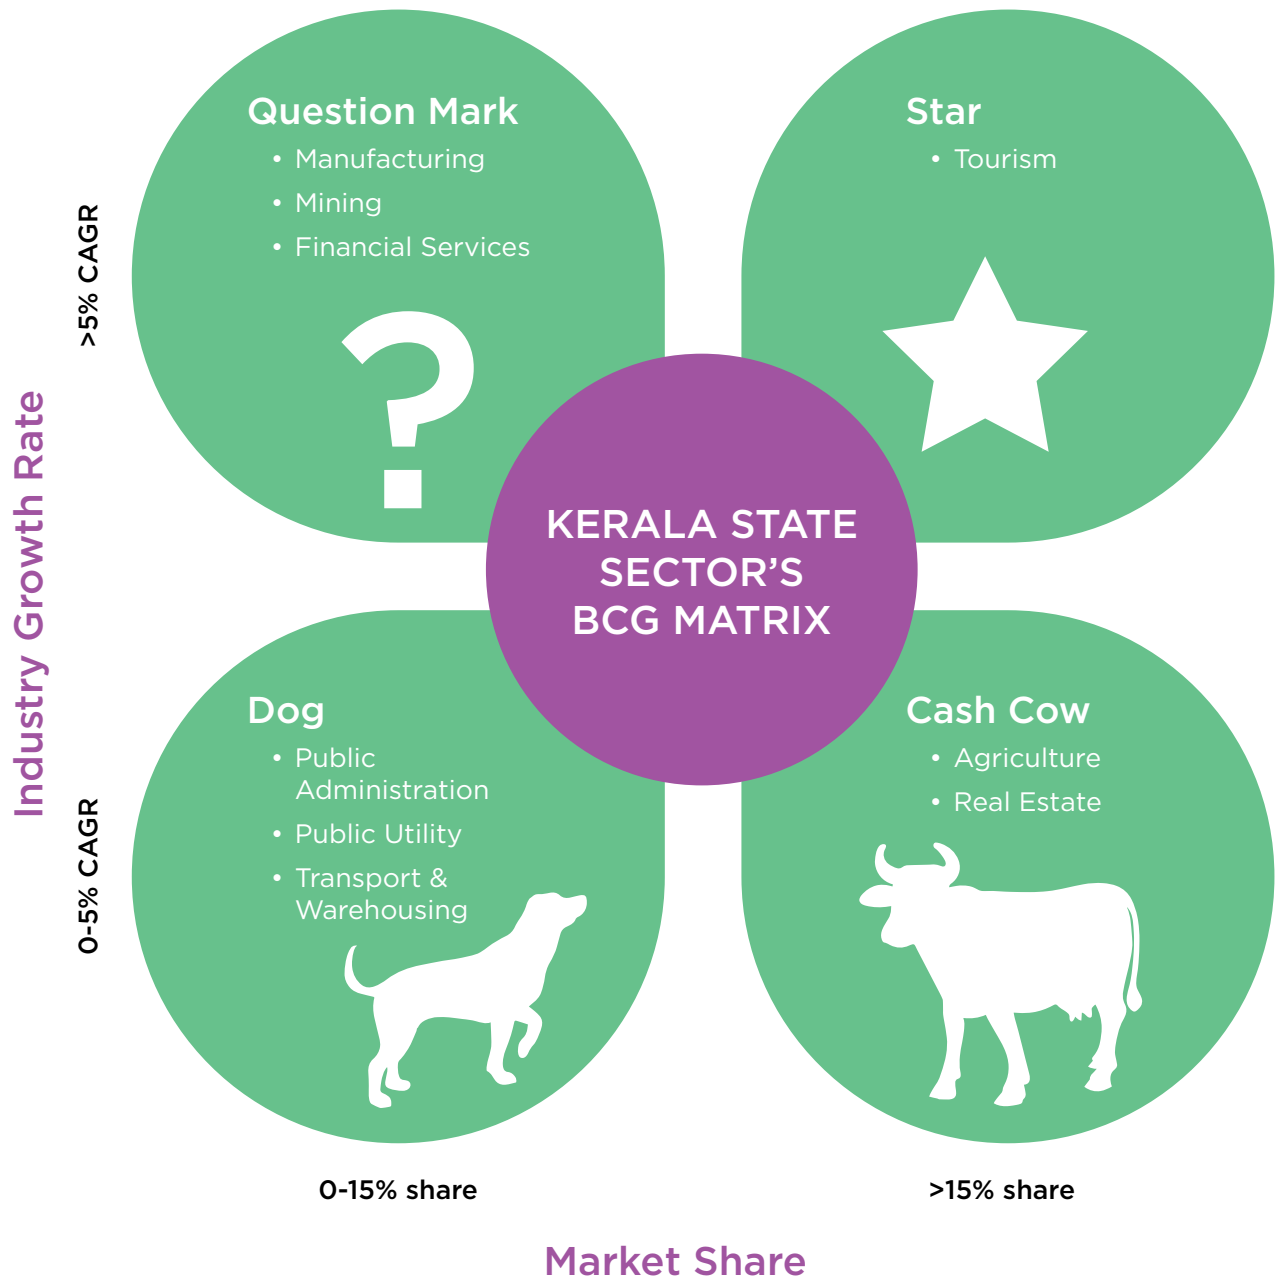 Question Mark
• Manufacturing
• Mining
• Financial Services
?
Star
• Tourism
>5% CAGR
Industry Growth Rate
KERALA STATE
SECTOR’S
BCG MATRIX
Dog
• Public
Administration
• Public Utility
• Transport &
Warehousing
Cash Cow
• Agriculture
• Real Estate
0-5% CAGR
0-15% share
>15% share
Market Share